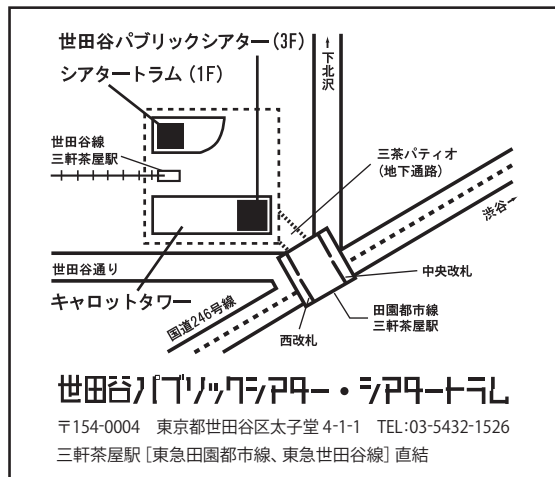 世田谷パブリックシアター(3F)
シアタートラム(1F)
↑下北沢
世田谷線
三軒茶屋駅
三茶パティオ
(地下通路)
渋谷→
世田谷通り
中央改札
キャロットタワー
国道246号線
田園都市線
三軒茶屋駅
西改札
世田谷パブリックシアター・シアタートラム
〒154-0004 東京都世田谷区太子堂 4-1-1 TEL:03-5432-1526
三軒茶屋駅[東急田園都市線、東急世田谷線]直結